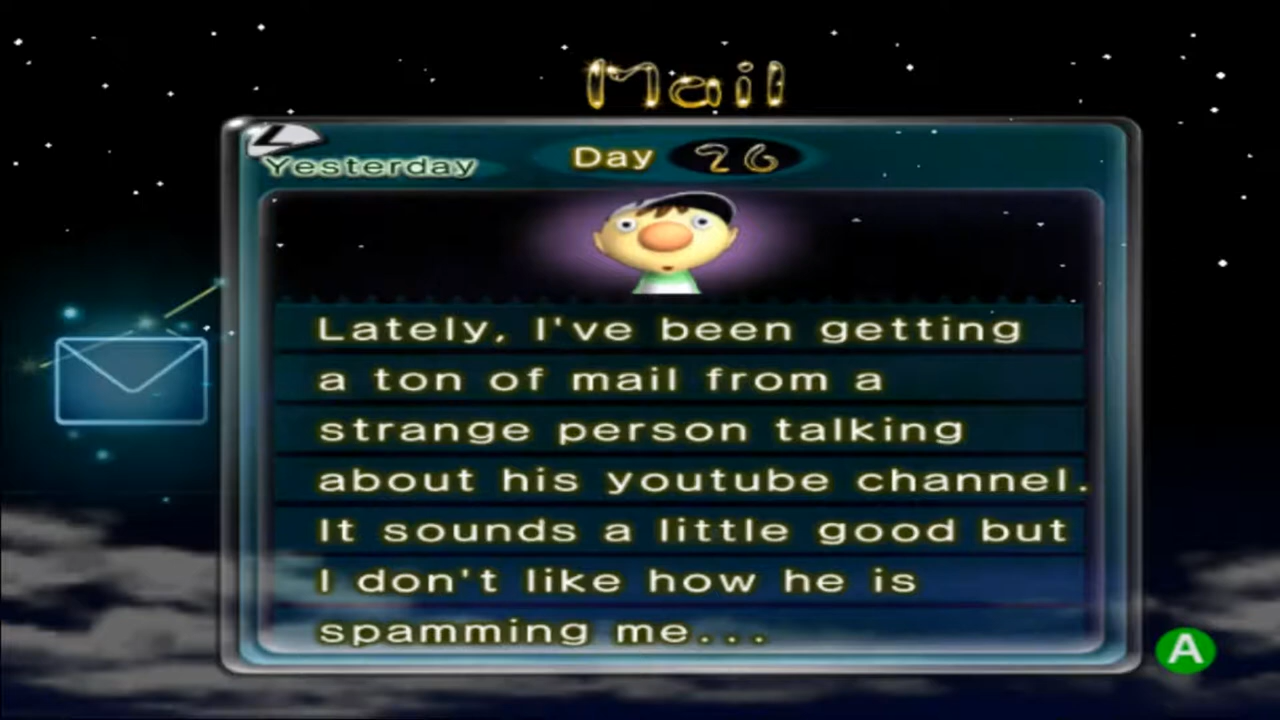 Mail
L
Yesterday
Day 26
Lately, I've been getting
a ton of mail from a
strange person talking
about his youtube channel.
It sounds a little good but
I don't like how he is
spamming me...
A